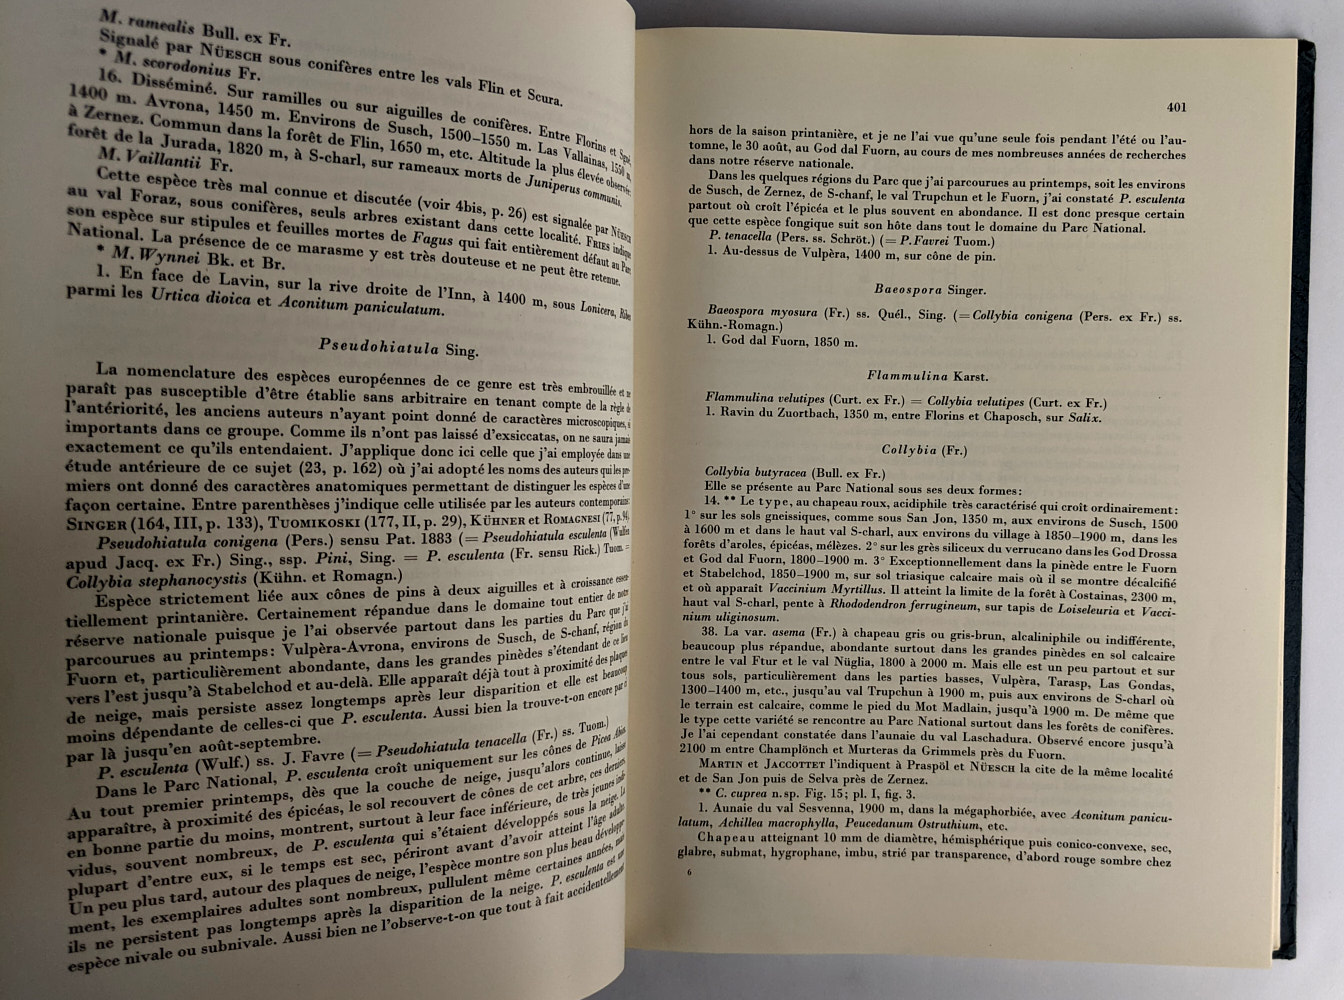 M. ramealis Bull. ex Fr.
Signalé par NÜESCH sous conifères entre les vals Flin et Scura.
* M. scorodonius Fr.
16. Disséminé. Sur ramilles ou sur aiguilles de conifères. Entre Florins et Susé,
1400 m. Avrona, 1450 m. Environs de Susch, 1500–1550 m. Las Vallainas, 1550 m,
à Zernez. Commun dans la forêt de Flin, 1650 m, etc. Altitude la plus élevée observée:
forêt de la Jurada, 1820 m, à S-charl, sur rameaux morts de Juniperus communis.
M. Vaillantii Fr.
Cette espèce très mal connue et discutée (voir 4bis, p. 26) est signalée par NÜESCH
au val Foraz, sous conifères, seuls arbres existant dans cette localité. FRIES indique
son espèce sur stipules et feuilles mortes de Fagus qui fait entièrement défaut au Parc
National. La présence de ce marasme y est très douteuse et ne peut être retenue.
* M. Wynnei Bk. et Br.
1. En face de Lavin, sur la rive droite de l'Inn, à 1400 m, sous Lonicera, Ribes
parmi les Urtica dioica et Aconitum paniculatum.
Pseudohiatula Sing.
La nomenclature des espèces européennes de ce genre est très embrouillée et ne
paraît pas susceptible d'être établie sans arbitraire en tenant compte de la règle de
l'antériorité, les anciens auteurs n'ayant point donné de caractères microscopiques, si
importants dans ce groupe. Comme ils n'ont pas laissé d'exsiccatas, on ne saura jamais
exactement ce qu'ils entendaient. J'applique donc ici celle que j'ai employée dans une
étude antérieure de ce sujet (23, p. 162) où j'ai adopté les noms des auteurs qui les pre-
miers ont donné des caractères anatomiques permettant de distinguer les espèces d'une
façon certaine. Entre parenthèses j'indique celle utilisée par les auteurs contemporains:
SINGER (164, III, p. 133), TUOMIKOSKI (177, II, p. 29), KÜHNER et ROMAGNESI (77, p. 94)
Pseudohiatula conigena (Pers.) sensu Pat. 1883 (= Pseudohiatula esculenta (Wulfen
apud Jacq. ex Fr.) Sing., ssp. Pini, Sing. = P. esculenta (Fr. sensu Rick.) Tuom. =
Collybia stephanocystis (Kühn. et Romagn.)
Espèce strictement liée aux cônes de pins à deux aiguilles et à croissance essen-
tiellement printanière. Certainement répandue dans le domaine tout entier de notre
réserve nationale puisque je l'ai observée partout dans les parties du Parc que j'ai
parcourues au printemps: Vulpèra-Avrona, environs de Susch, de S-chanf, région du
Fuorn et, particulièrement abondante, dans les grandes pinèdes s'étendant de ce lieu
vers l'est jusqu'à Stabelchod et au-delà. Elle apparaît déjà tout à proximité des plaques
de neige, mais persiste assez longtemps après leur disparition et elle est beaucoup
moins dépendante de celles-ci que P. esculenta. Aussi bien la trouve-t-on encore par ci
par là jusqu'en août-septembre.
P. esculenta (Wulf.) ss. J. Favre (= Pseudohiatula tenacella (Fr.) ss. Tuom.)
Dans le Parc National, P. esculenta croît uniquement sur les cônes de Picea Abies.
Au tout premier printemps, dès que la couche de neige, jusqu'alors continue, laisse
apparaître, à proximité des épicéas, le sol recouvert de cônes de cet arbre, ces derniers,
en bonne partie du moins, montrent, surtout à leur face inférieure, de très jeunes indi-
vidus, souvent nombreux, de P. esculenta qui s'étaient développés sous la neige. La
plupart d'entre eux, si le temps est sec, périront avant d'avoir atteint l'âge adulte.
Un peu plus tard, autour des plaques de neige, l'espèce montre son plus beau développe-
ment, les exemplaires adultes sont nombreux, pullulent même certaines années, mais
ils ne persistent pas longtemps après la disparition de la neige. P. esculenta est une
espèce nivale ou subnivale. Aussi bien ne l'observe-t-on que tout à fait accidentellement
401
hors de la saison printanière, et je ne l'ai vue qu'une seule fois pendant l'été ou l'au-
tomne, le 30 août, au God dal Fuorn, au cours de mes nombreuses années de recherches
dans notre réserve nationale.
Dans les quelques régions du Parc que j'ai parcourues au printemps, soit les environs
de Susch, de Zernez, de S-chanf, le val Trupchun et le Fuorn, j'ai constaté P. esculenta
partout où croît l'épicéa et le plus souvent en abondance. Il est donc presque certain
que cette espèce fongique suit son hôte dans tout le domaine du Parc National.
P. tenacella (Pers. ss. Schröt.) (= P. Favrei Tuom.)
1. Au-dessus de Vulpèra, 1400 m, sur cône de pin.
Baeospora Singer.
Baeospora myosura (Fr.) ss. Quél., Sing. (= Collybia conigena (Pers. ex Fr.) ss.
Kühn.-Romagn.)
1. God dal Fuorn, 1850 m.
Flammulina Karst.
Flammulina velutipes (Curt. ex Fr.) = Collybia velutipes (Curt. ex Fr.)
1. Ravin du Zuortbach, 1350 m, entre Florins et Chaposch, sur Salix.
Collybia (Fr.)
Collybia butyracea (Bull. ex Fr.)
Elle se présente au Parc National sous ses deux formes:
14. ** Le type, au chapeau roux, acidiphile très caractérisé qui croît ordinairement:
1° sur les sols gneissiques, comme sous San Jon, 1350 m, aux environs de Susch, 1500
à 1600 m et dans le haut val S-charl, aux environs du village à 1850-1900 m, dans les
forêts d'aroles, épicéas, mélèzes. 2° sur les grès siliceux du verrucano dans les God Drossa
et God dal Fuorn, 1800-1900 m. 3° Exceptionnellement dans la pinède entre le Fuorn
et Stabelchod, 1850-1900 m, sur sol triasique calcaire mais où il se montre décalcifié
et où apparaît Vaccinium Myrtillus. Il atteint la limite de la forêt à Costainas, 2300 m,
haut val S-charl, pente à Rhododendron ferrugineum, sur tapis de Loiseleuria et Vacci-
nium uliginosum.
38. La var. asema (Fr.) à chapeau gris ou gris-brun, alcaliniphile ou indifférente,
beaucoup plus répandue, abondante surtout dans les grandes pinèdes en sol calcaire
entre le val Ftur et le val Nüglia, 1800 à 2000 m. Mais elle est un peu partout et sur
tous sols, particulièrement dans les parties basses, Vulpèra, Tarasp, Las Gondas,
1300-1400 m, etc., jusqu'au val Trupchun à 1900 m, puis aux environs de S-charl où
le terrain est calcaire, comme le pied du Mot Madlain, jusqu'à 1900 m. De même que
le type cette variété se rencontre au Parc National surtout dans les forêts de conifères.
Je l'ai cependant constatée dans l'aunaie du val Laschadura. Observé encore jusqu'à
2100 m entre Champlönch et Murteras da Grimmels près du Fuorn.
MARTIN et JACCOTTET l'indiquent à Praspöl et NÜESCH la cite de la même localité
et de San Jon puis de Selva près de Zernez.
** C. cuprea n. sp. Fig. 15; pl. I, fig. 3.
1. Aunaie du val Sesvenna, 1900 m, dans la mégaphorbiée, avec Aconitum panicu-
latum, Achillea macrophylla, Peucedanum Ostruthium, etc.
Chapeau atteignant 10 mm de diamètre, hémisphérique puis conico-convexe, sec,
glabre, submat, hygrophane, imbu, strié par transparence, d'abord rouge sombre chez
6